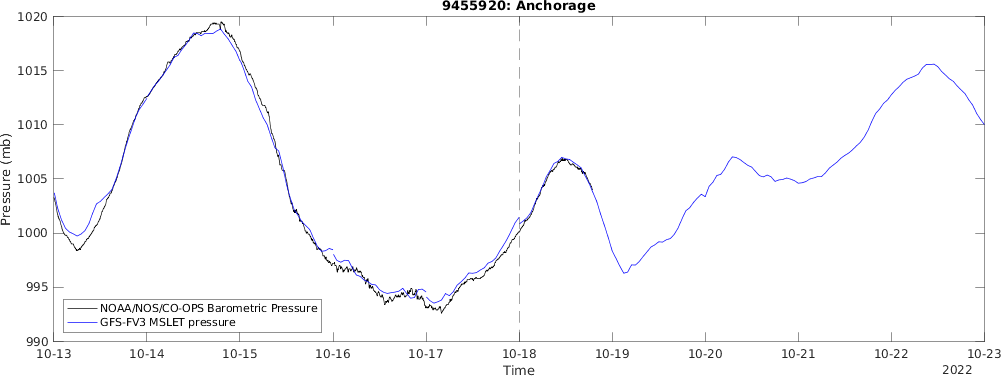 9455920: Anchorage
Pressure (mb)
1020
1015
1010
1005
1000
995
990
NOAA/NOS/CO-OPS Barometric Pressure
GFS-FV3 MSLET pressure
10-13 10-14 10-15 10-16 10-17 10-18 10-19 10-20 10-21 10-22 10-23
Time
2022